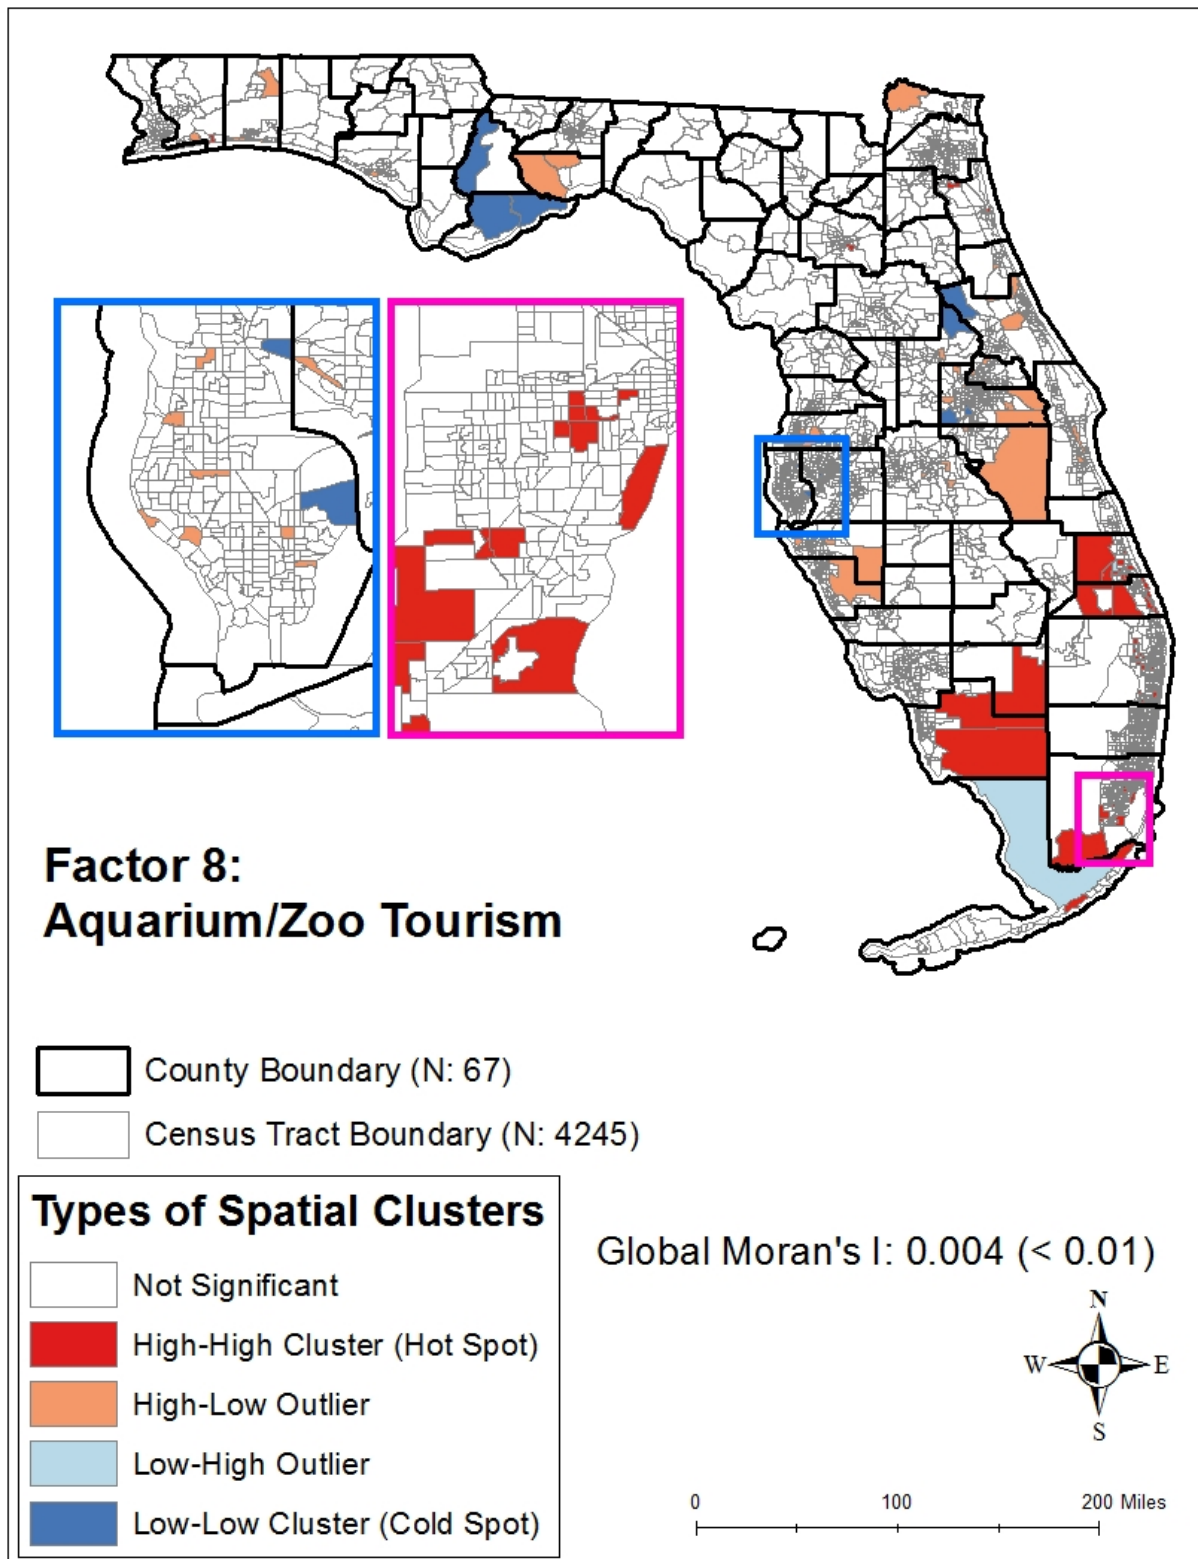 Factor 8:
Aquarium/Zoo Tourism
County Boundary (N: 67)
Census Tract Boundary (N: 4245)
Types of Spatial Clusters
Not Significant
High-High Cluster (Hot Spot)
High-Low Outlier
Low-High Outlier
Low-Low Cluster (Cold Spot)
Global Moran's I: 0.004 (< 0.01)
N
W E
S
0 100 200 Miles